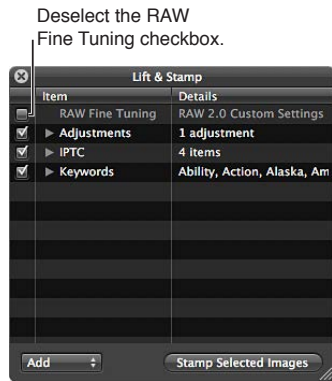 Deselect the RAW
Fine Tuning checkbox.
Lift & Stamp
Item Details
RAW Fine Tuning RAW 2.0 Custom Settings
Adjustments 1 adjustment
IPTC 4 items
Keywords Ability, Action, Alaska, Am
Add Stamp Selected Images